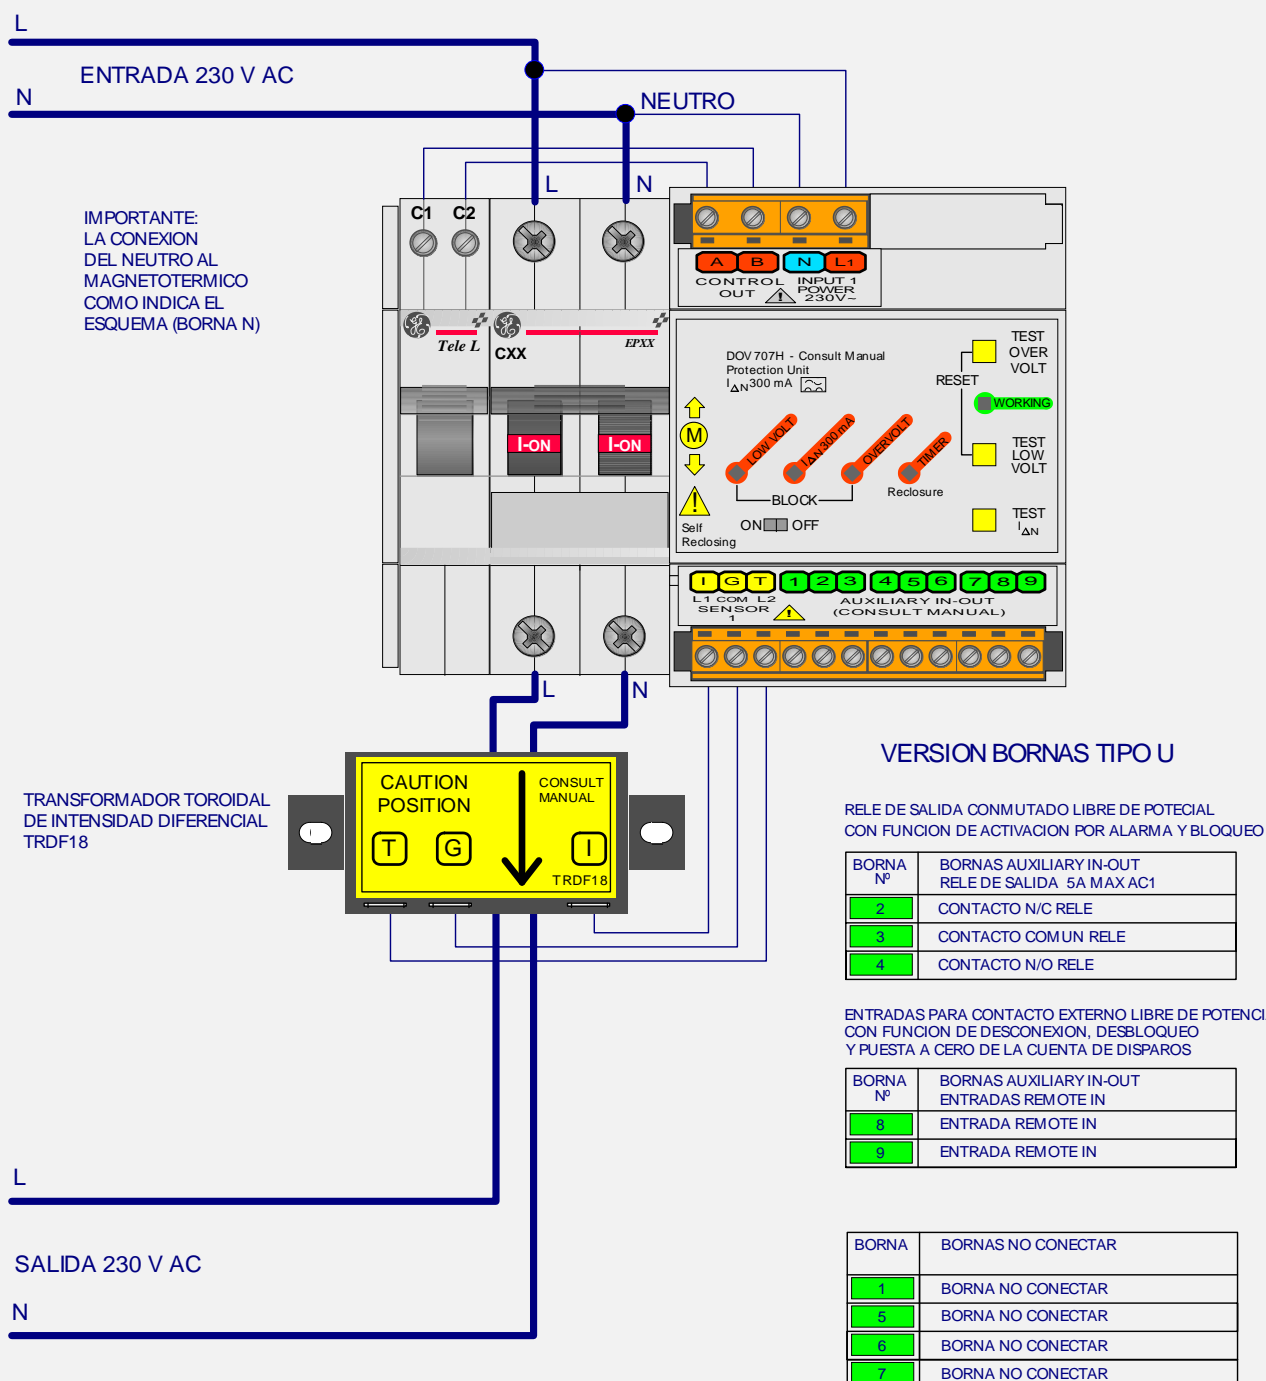 L
ENTRADA 230 V AC
N
NEUTRO
L
N
IMPORTANTE:
LA CONEXION
DEL NEUTRO AL
MAGNETOTERMICO
COMO INDICA EL
ESQUEMA (BORNA N)
C1 C2
A B N L1
CONTROL OUT
INPUT 1
POWER
230V~
Tele L
CXX
EPXX
I-ON
I-ON
DOV 707H - Consult Manual
Protection Unit
I∆N 300 mA
M
Self
Reclosing
LOW VOLT
I∆N 300 mA
OVERVOLT
TIMER
BLOCK
Reclosure
ON OFF
RESET
TEST
OVER
VOLT
WORKING
TEST
LOW
VOLT
TEST
I∆N
I G T 1 2 3 4 5 6 7 8 9
L1 COM L2
SENSOR
1
AUXILIARY IN-OUT
(CONSULT MANUAL)
L
N
TRANSFORMADOR TOROIDAL
DE INTENSIDAD DIFERENCIAL
TRDF18
CAUTION
POSITION
CONSULT
MANUAL
T G I
TRDF18
L
SALIDA 230 V AC
N
VERSION BORNAS TIPO U
RELE DE SALIDA CONMUTADO LIBRE DE POTECIAL
CON FUNCION DE ACTIVACION POR ALARMA Y BLOQUEO
BORNA
Nº
BORNAS AUXILIARY IN-OUT
RELE DE SALIDA 5A MAX AC1
2 CONTACTO N/C RELE
3 CONTACTO COMUN RELE
4 CONTACTO N/O RELE
ENTRADAS PARA CONTACTO EXTERNO LIBRE DE POTENCI
CON FUNCION DE DESCONEXION, DESBLOQUEO
Y PUESTA A CERO DE LA CUENTA DE DISPAROS
BORNA
Nº
BORNAS AUXILIARY IN-OUT
ENTRADAS REMOTE IN
8 ENTRADA REMOTE IN
9 ENTRADA REMOTE IN
BORNA BORNAS NO CONECTAR
1 BORNA NO CONECTAR
5 BORNA NO CONECTAR
6 BORNA NO CONECTAR
7 BORNA NO CONECTAR